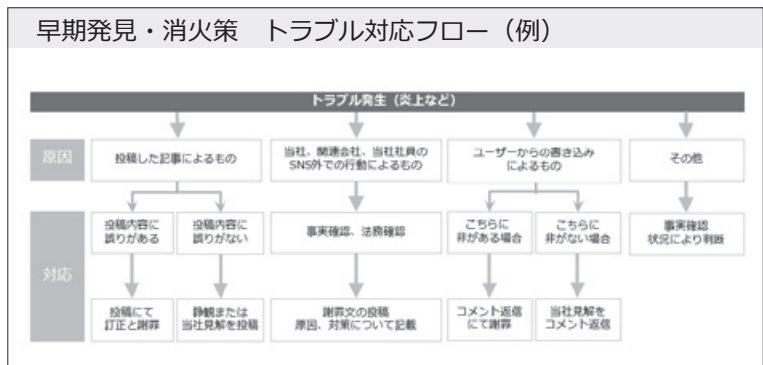 早期発見・消火策　トラブル対応フロー（例）
トラブル発生（炎上など）
原因
投稿した記事によるもの
当社、関連会社、当社社員の
SNS外での行動によるもの
ユーザーからの書き込み
によるもの
その他
対応
投稿内容に
誤りがある
投稿内容に
誤りがない
事実確認、法務確認
こちらに
非がある場合
こちらに
非がない場合
事実確認
状況により判断
投稿にて
訂正と謝罪
静観または
当社見解を投稿
謝罪文の投稿
原因、対策について記載
コメント返信
にて謝罪
当社見解を
コメント返信